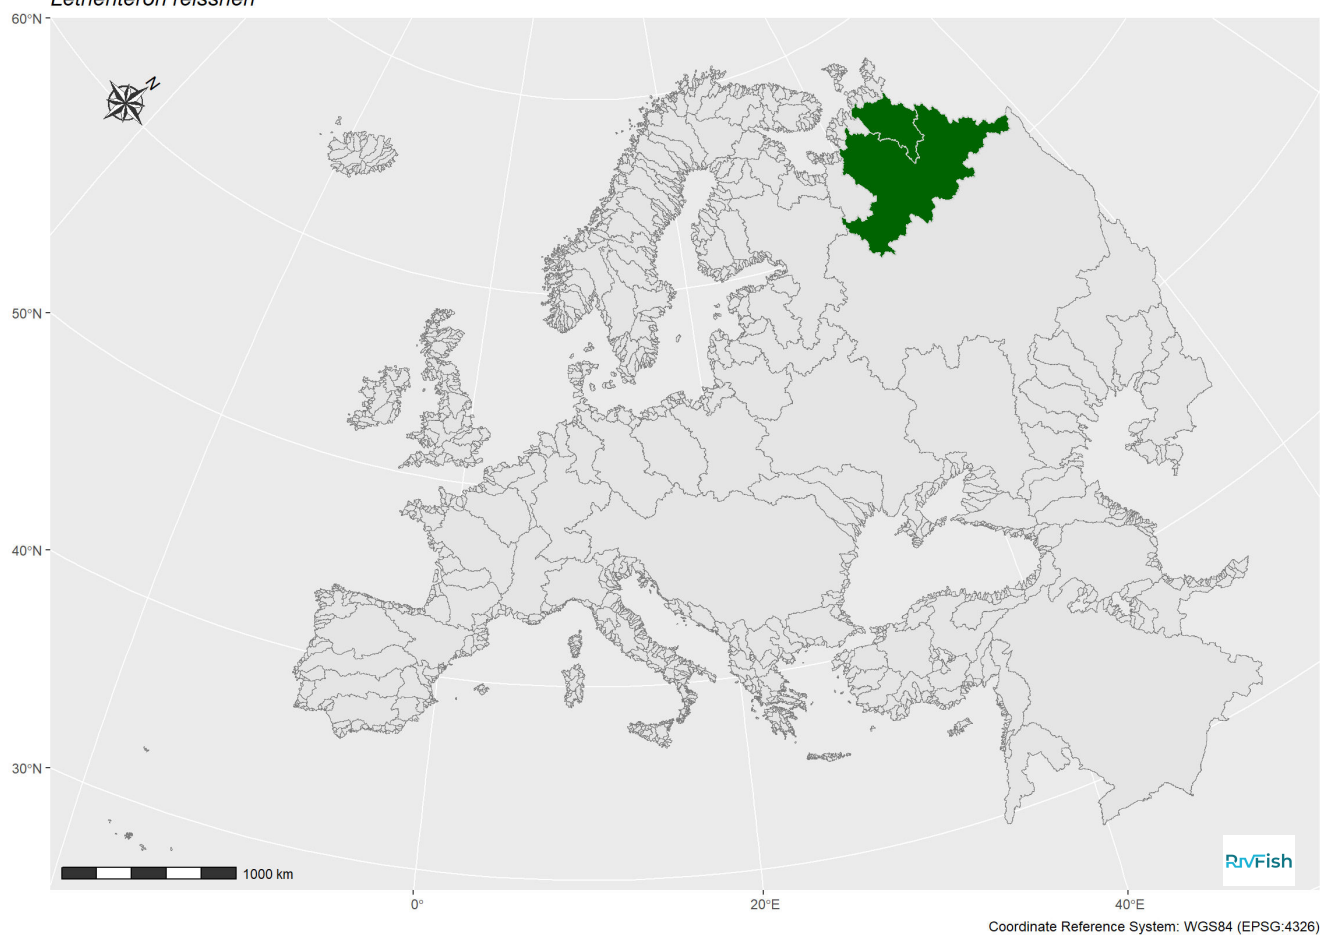 Lethenteron reissneri
60°N
N
50°N
40°N
30°N
1000 km
RIVFish
0°
20°E
40°E
Coordinate Reference System: WGS84 (EPSG:4326)